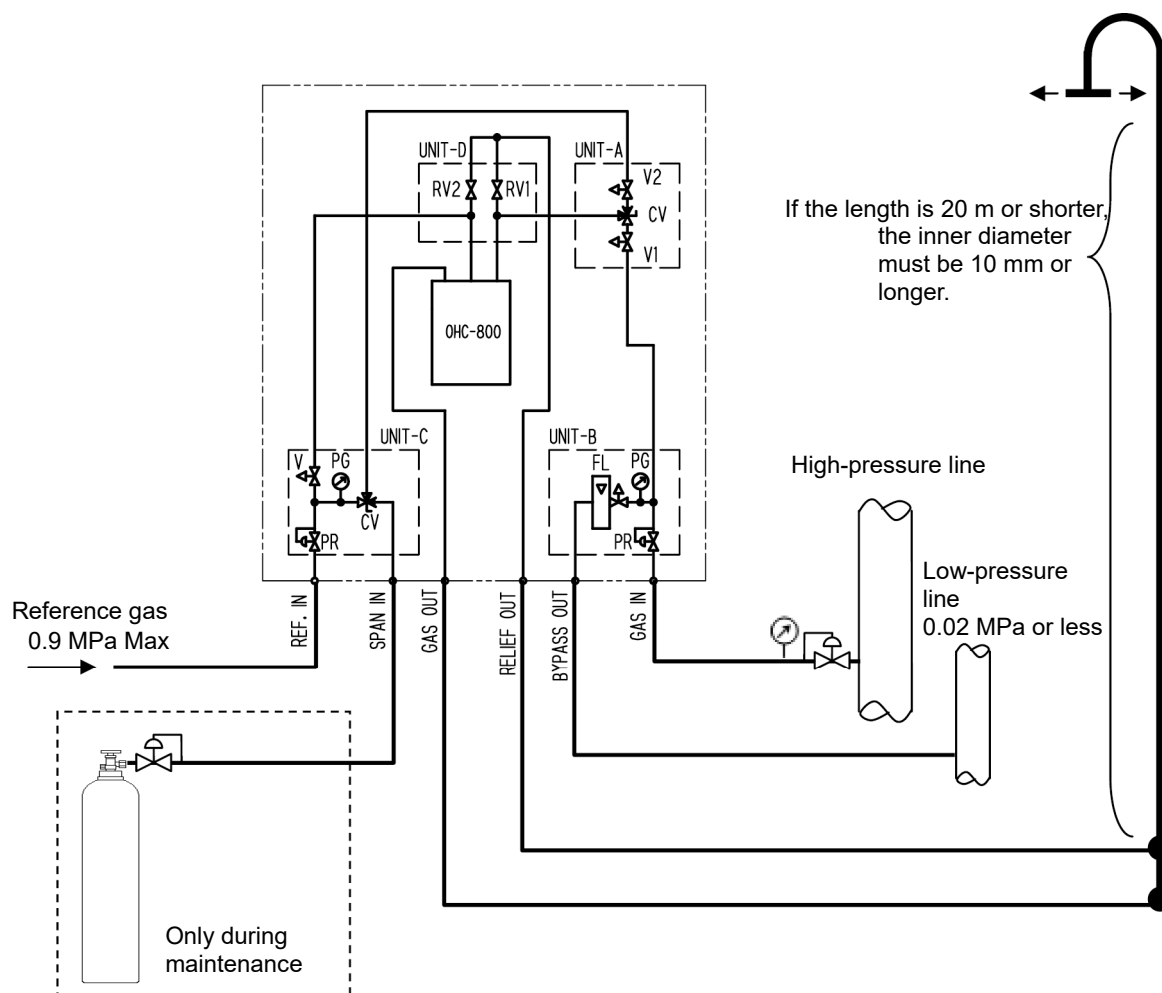 UNIT-D
UNIT-A
V2
RV2
RV1
CV
V1
If the length is 20 m or shorter,
the inner diameter
must be 10 mm or
longer.
OHC-800
UNIT-C
UNIT-B
V
PG
FL
PG
High-pressure line
CV
PR
PR
Low-pressure
line
0.02 MPa or less
Reference gas
0.9 MPa Max
REF. IN
SPAN IN
GAS OUT
RELIEF OUT
BYPASS OUT
GAS IN
Only during
maintenance